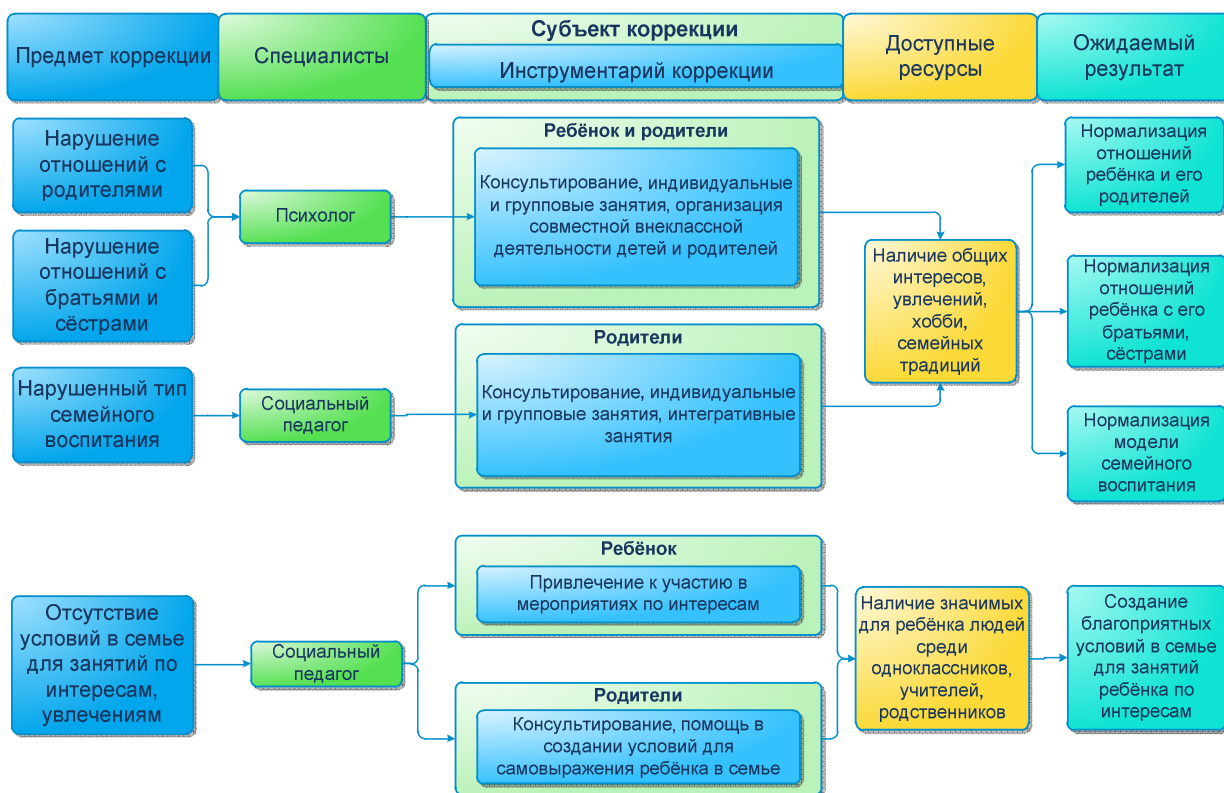 Предмет коррекции
Специалисты
Субъект коррекции
Инструментарий коррекции
Доступные
ресурсы
Ожидаемый
результат
Нарушение
отношений с
родителями
Нарушение
отношений с
братьями и
сёстрами
Психолог
Ребёнок и родители
Консультирование, индивидуальные
и групповые занятия, организация
совместной внеклассной
деятельности детей и родителей
Нарушенный тип
семейного
воспитания
Социальный
педагог
Родители
Консультирование, индивидуальные
и групповые занятия, интегративные
занятия
Наличие общих
интересов,
увлечений,
хобби,
семейных
традиций
Нормализация
отношений
ребёнка и его
родителей
Нормализация
отношений
ребёнка с его
братьями,
сёстрами
Нормализация
модели
семейного
воспитания
Отсутствие
условий в семье
для занятий по
интересам,
увлечениям
Социальный
педагог
Ребёнок
Привлечение к участию в
мероприятиях по интересам
Родители
Консультирование, помощь в
создании условий для
самовыражения ребёнка в семье
Наличие значимых
для ребёнка людей
среди
одноклассников,
учителей,
родственников
Создание
благоприятных
условий в семье
для занятий
ребёнка по
интересам